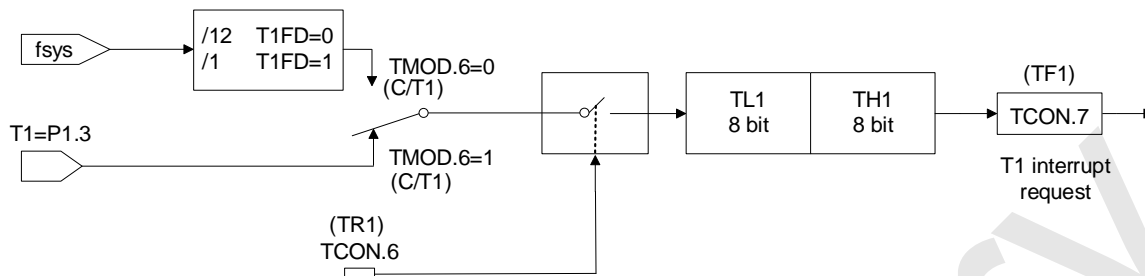 fsys
/12 T1FD=0
/1 T1FD=1
TMOD.6=0
(C/T1)
T1=P1.3
TMOD.6=1
(C/T1)
(TR1)
TCON.6
TL1
8 bit
TH1
8 bit
(TF1)
TCON.7
T1 interrupt
request